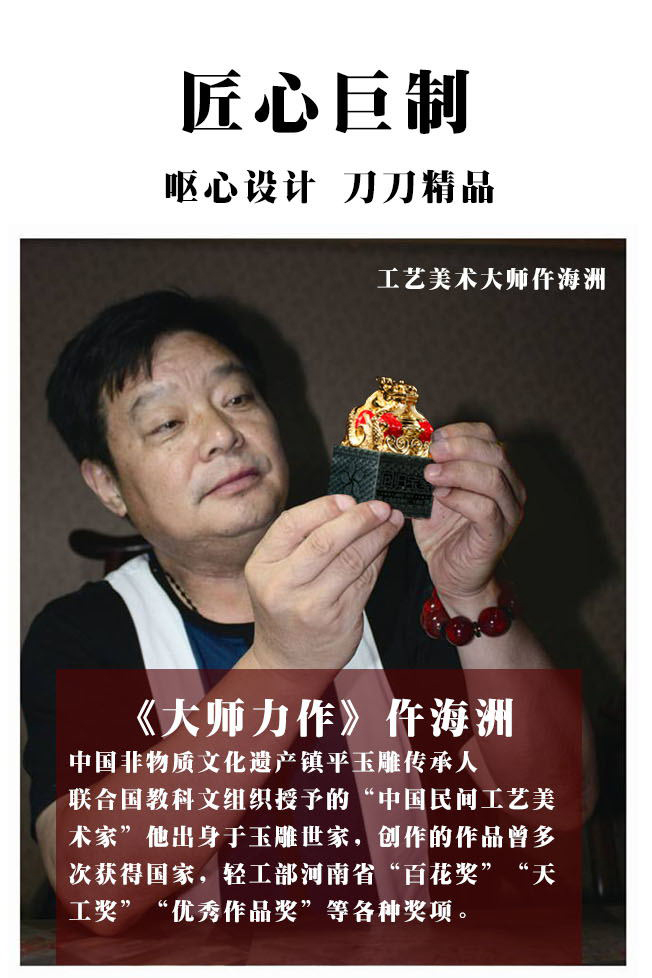 匠心巨制
呕心设计 刀刀精品
工艺美术大师仵海洲
《大师力作》仵海洲
中国非物质文化遗产镇平玉雕传承人
联合国教科文组织授予的“中国民间工艺美
术家”他出身于玉雕世家，创作的作品曾多
次获得国家，轻工部河南省“百花奖”“天
工奖”“优秀作品奖”等各种奖项。